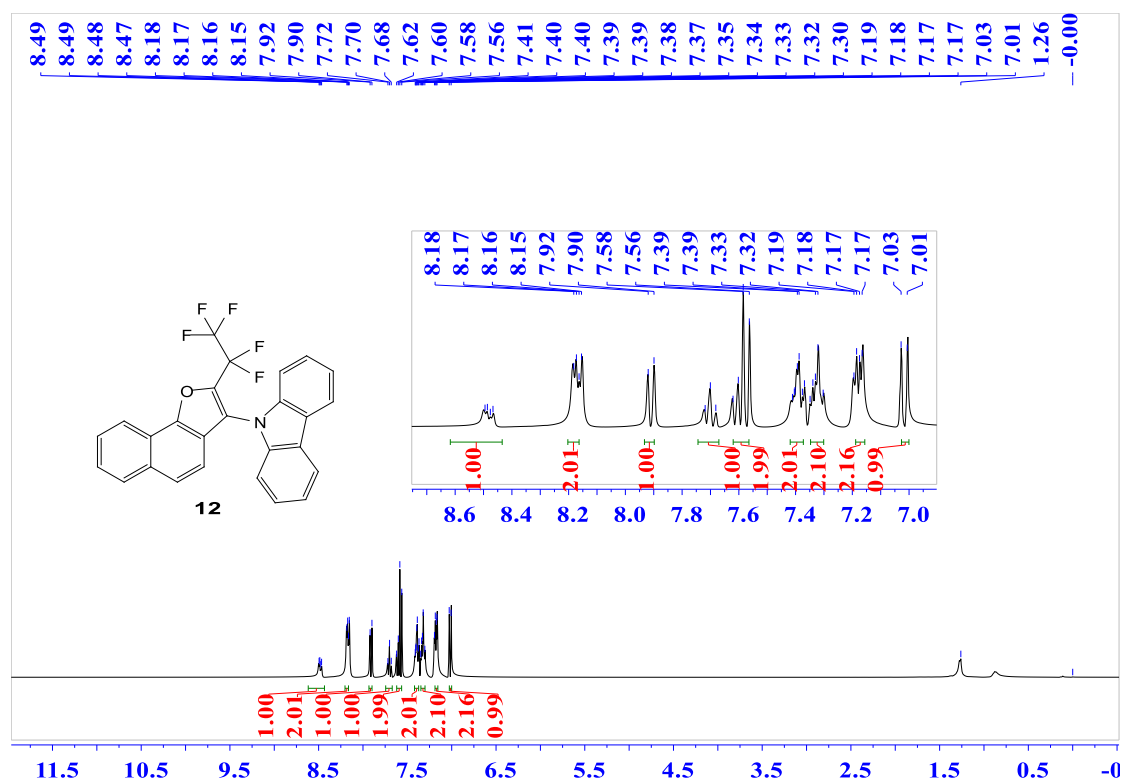 8.49 8.49 8.48 8.47 8.18 8.17 8.16 8.15 7.92 7.90 7.72 7.70 7.68 7.62 7.60 7.58 7.56 7.41 7.40 7.40 7.39 7.39 7.38 7.37 7.35 7.34 7.33 7.32 7.30 7.19 7.18 7.17 7.17 7.03 7.01 1.26 -0.00
8.18 8.17 8.16 8.15 7.92 7.90 7.58 7.56 7.39 7.39 7.33 7.32 7.19 7.18 7.17 7.17 7.03 7.01
F F
F F
F
O
N
12
1.00 2.01 1.00 1.00 1.99 2.01 2.10 2.16 0.99
8.6 8.4 8.2 8.0 7.8 7.6 7.4 7.2 7.0
1.00 2.01 1.00 1.00 1.99 2.01 2.10 2.16 0.99
11.5 10.5 9.5 8.5 7.5 6.5 5.5 4.5 3.5 2.5 1.5 0.5 -0